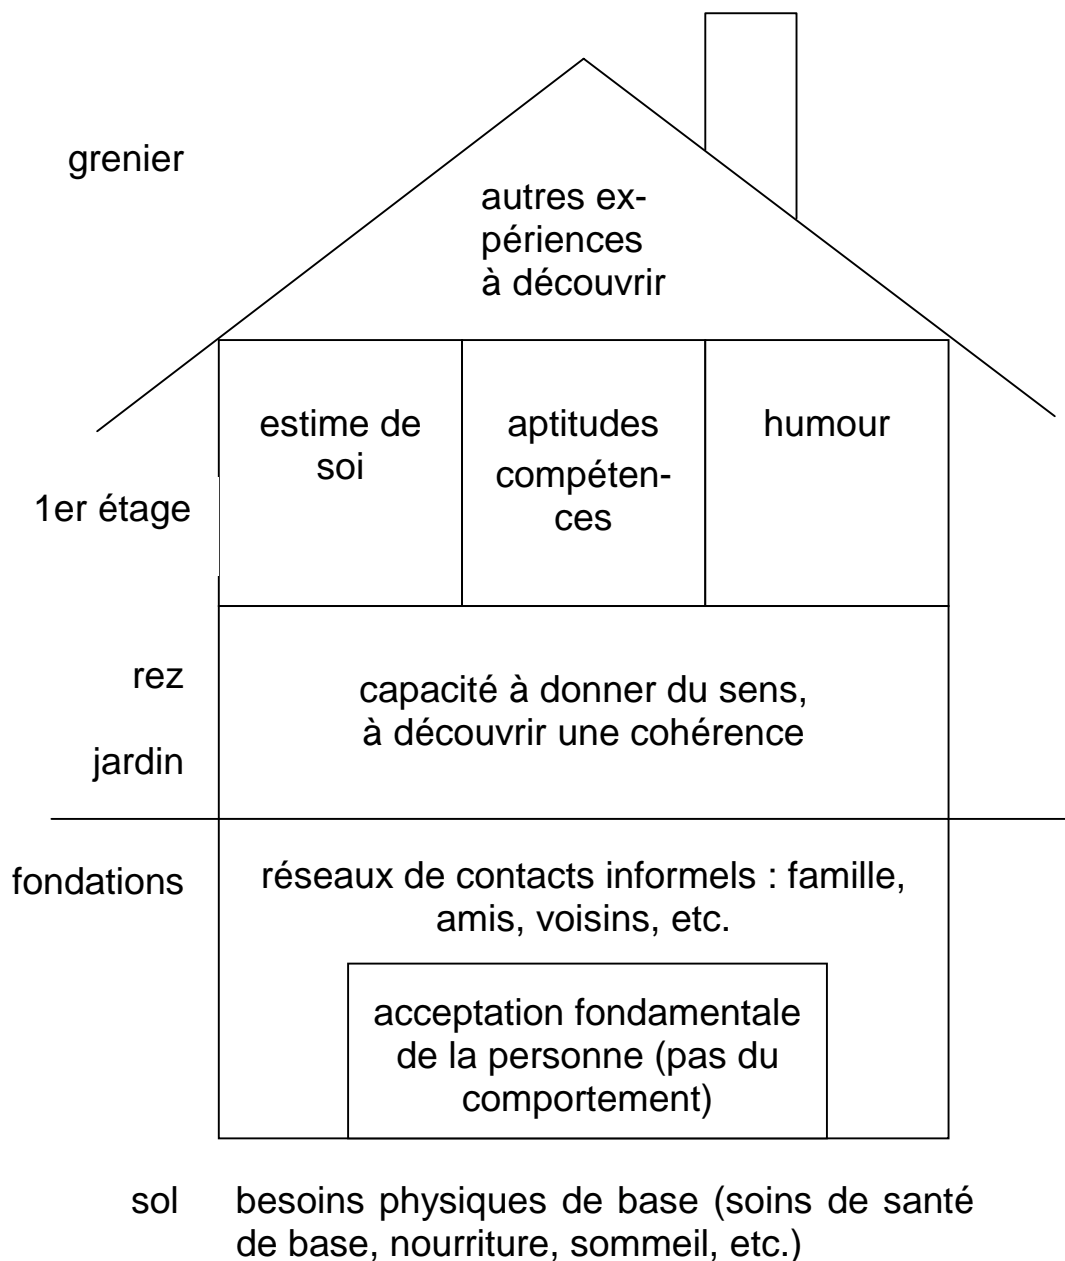 grenier
autres ex-
périences
à découvrir
estime de
soi
aptitudes
compéten-
ces
humour
1er étage
rez
capacité à donner du sens,
à découvrir une cohérence
jardin
fondations
réseaux de contacts informels : famille,
amis, voisins, etc.
acceptation fondamentale
de la personne (pas du
comportement)
sol besoins physiques de base (soins de santé
de base, nourriture, sommeil, etc.)